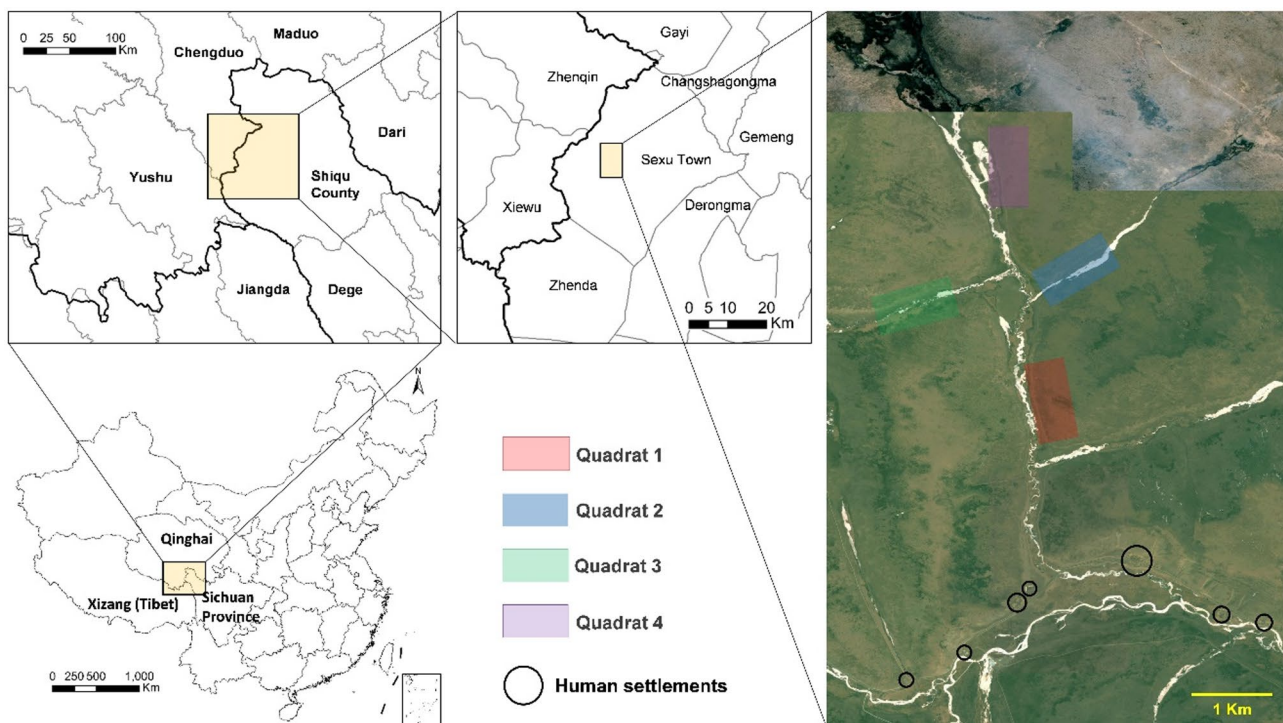 0 25 50 100
Km
Maduo
Chengduo
Dari
Yushu
Shiqu
County
Jiangda
Dege
Gayi
Zhenqin
Changshagongma
Gemeng
Sexu Town
Xiewu
Derongma
Zhenda
0 5 10 20
Km
N
Qinghai
Xizang (Tibet)
Sichuan
Province
0 250 500 1,000
Km
Quadrat 1
Quadrat 2
Quadrat 3
Quadrat 4
Human settlements
1 Km